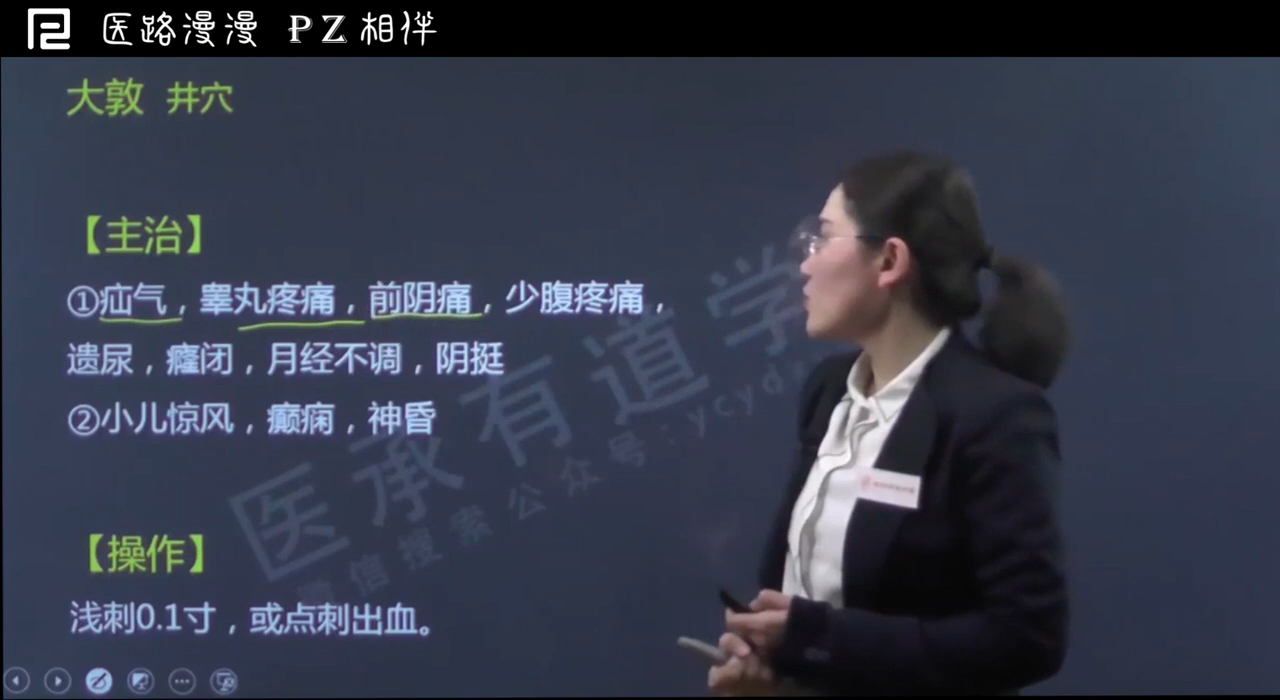 医路漫漫 PZ相伴
大敦 井穴
【主治】
①疝气，睾丸疼痛，前阴痛，少腹疼痛，
遗尿，癃闭，月经不调，阴挺
②小儿惊风，癫痫，神昏
【操作】
浅刺0.1寸，或点刺出血。
医承有道学
微信搜索公众号：ycyd